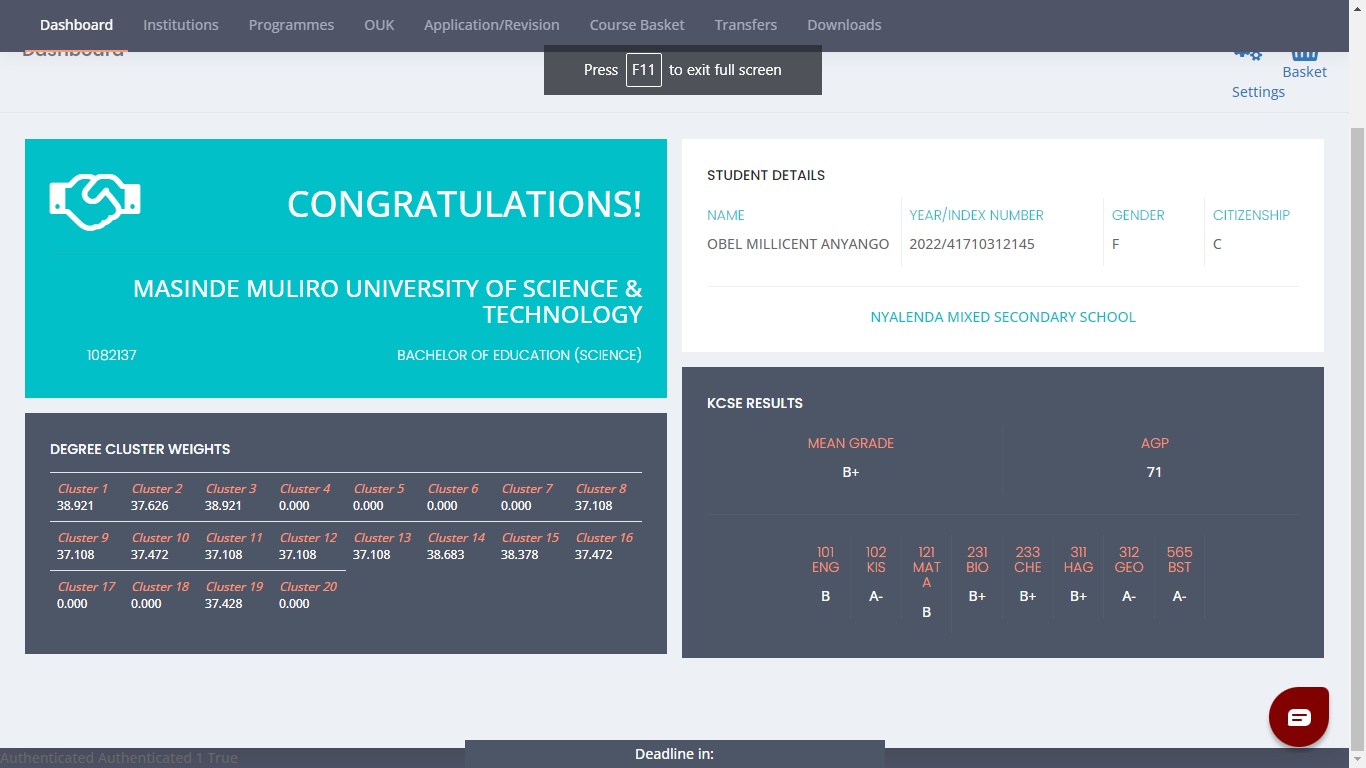 Dashboard Institutions Programmes OUK Application/Revision Course Basket Transfers Downloads
Dashboard
Press F11 to exit full screen
Basket
Settings
CONGRATULATIONS!
MASINDE MULIRO UNIVERSITY OF SCIENCE &
TECHNOLOGY
1082137 BACHELOR OF EDUCATION (SCIENCE)
STUDENT DETAILS
NAME YEAR/INDEX NUMBER GENDER CITIZENSHIP
OBEL MILLICENT ANYANGO 2022/41710312145 F C
NYALENDA MIXED SECONDARY SCHOOL
DEGREE CLUSTER WEIGHTS
Cluster 1 Cluster 2 Cluster 3 Cluster 4 Cluster 5 Cluster 6 Cluster 7 Cluster 8
38.921 37.626 38.921 0.000 0.000 0.000 0.000 37.108
Cluster 9 Cluster 10 Cluster 11 Cluster 12 Cluster 13 Cluster 14 Cluster 15 Cluster 16
37.108 37.472 37.108 37.108 37.108 38.683 38.378 37.472
Cluster 17 Cluster 18 Cluster 19 Cluster 20
0.000 0.000 37.428 0.000
KCSE RESULTS
MEAN GRADE AGP
B+ 71
101 102 121 231 233 311 312 565
ENG KIS MAT BIO CHE HAG GEO BST
A
B A- B+ B+ B+ A- A-
B
Deadline in:
Authenticated Authenticated 1 True